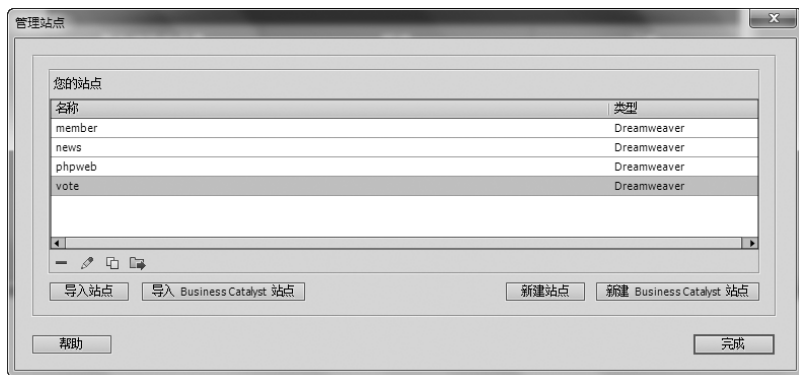 管理站点
您的站点
名称 类型
member Dreamweaver
news Dreamweaver
phpweb Dreamweaver
vote Dreamweaver
导入站点 导入 Business Catalyst 站点 新建站点 新建 Business Catalyst 站点
帮助 完成